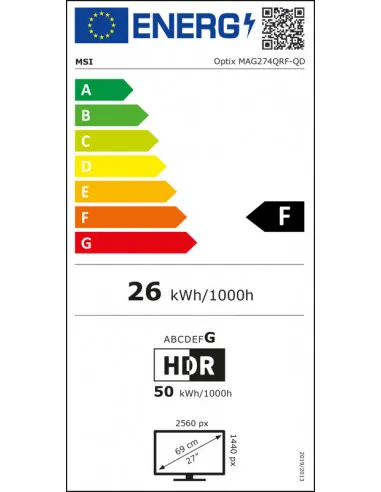 ENERG
MSI Optix MAG274QRF-QD
A
B
C
D
E
F
F
G
26 kWh/1000h
ABCDEFG
HDR
50 kWh/1000h
2560 px
69 cm
27"
1440 px
2019/2013